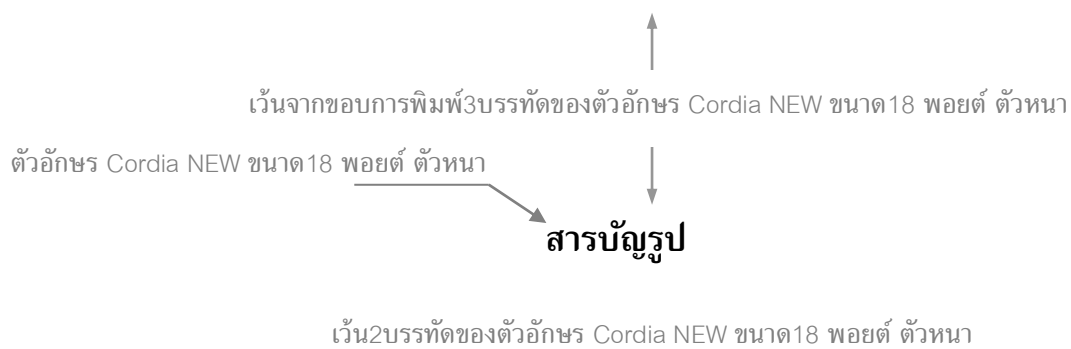 เว้นจากขอบการพิมพ์3บรรทัดของตัวอักษร Cordia NEW ขนาด18 พอยต์ ตัวหนา
ตัวอักษร Cordia NEW ขนาด18 พอยต์ ตัวหนา
สารบัญรูป
เว้น2บรรทัดของตัวอักษร Cordia NEW ขนาด18 พอยต์ ตัวหนา